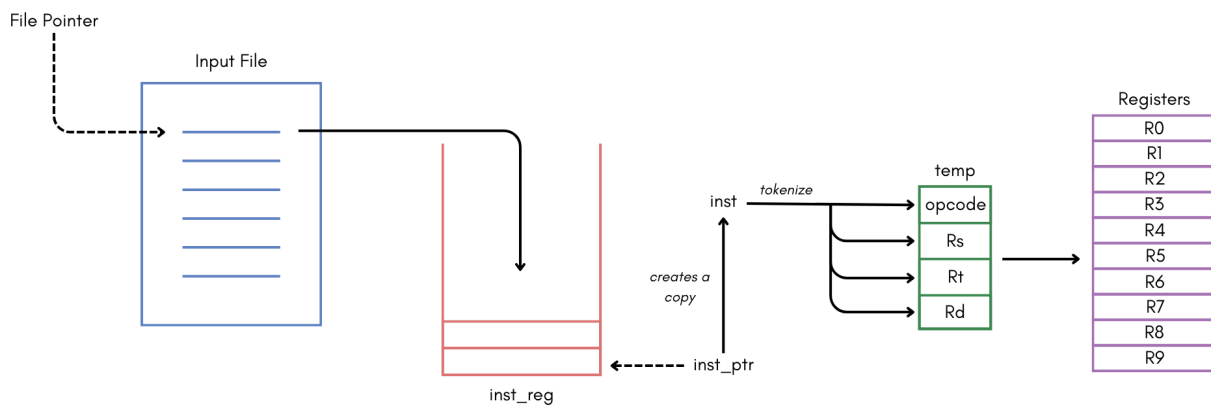 File Pointer
Input File
inst_reg
inst_ptr
creates a
copy
inst
tokenize
temp
opcode
Rs
Rt
Rd
Registers
R0
R1
R2
R3
R4
R5
R6
R7
R8
R9